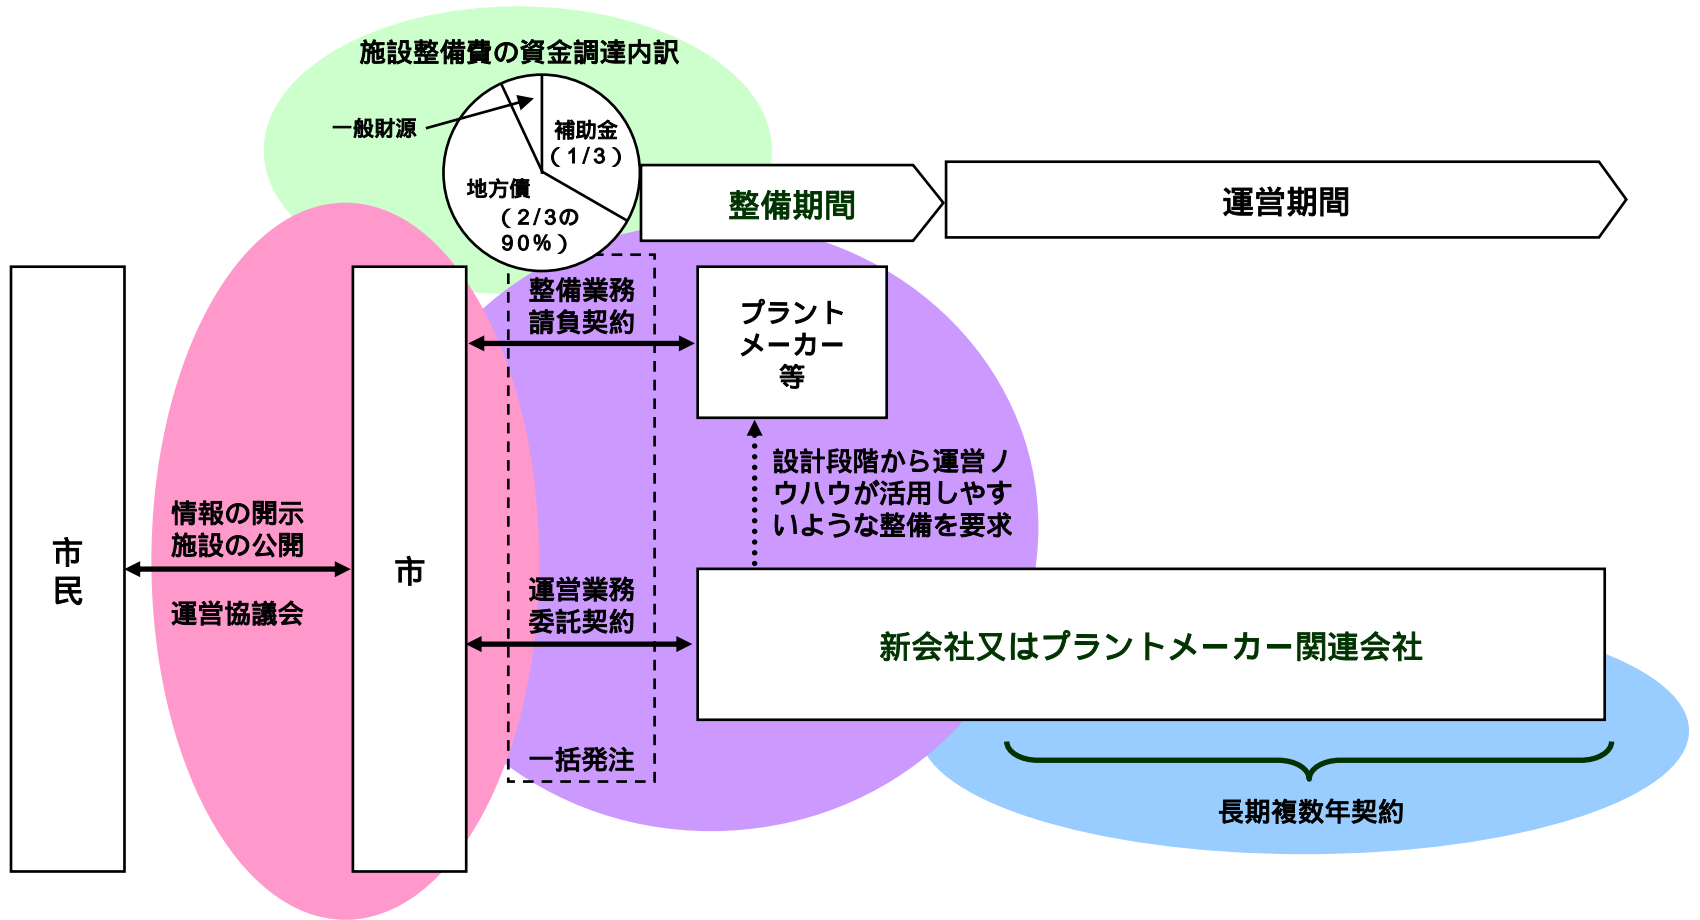 施設整備費の資金調達内訳
一般財源
補助金
（1/3）
地方債
（2/3の
90%）
整備期間
運営期間
市
民
情報の開示
施設の公開
運営協議会
市
整備業務
請負契約
運営業務
委託契約
一括発注
プラント
メーカー
等
設計段階から運営ノ
ウハウが活用しやす
いような整備を要求
新会社又はプラントメーカー関連会社
長期複数年契約